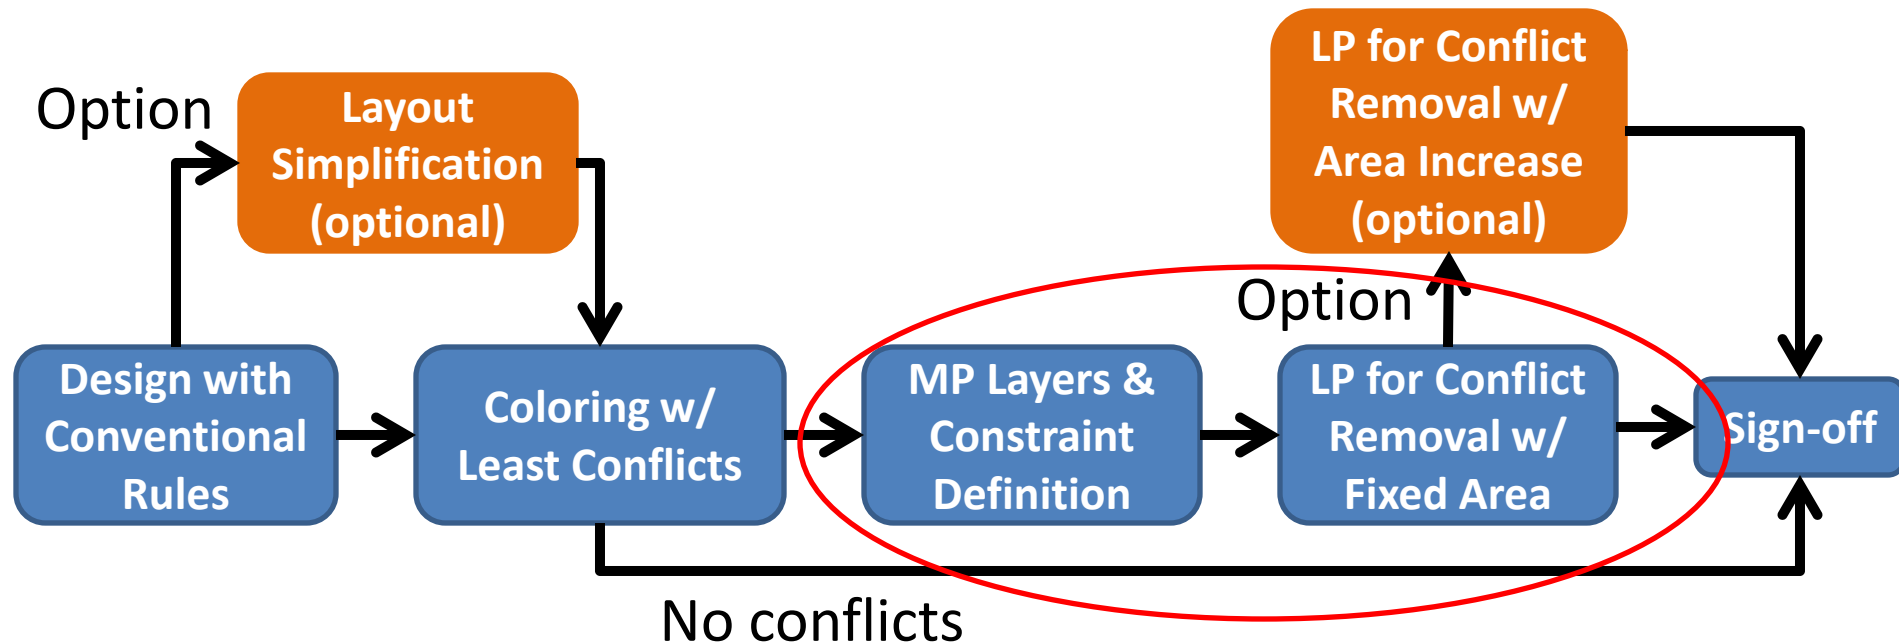 Option
Layout
Simplification
(optional)
LP for Conflict
Removal w/
Area Increase
(optional)
Option
Design with
Conventional
Rules
Coloring w/
Least Conflicts
MP Layers &
Constraint
Definition
LP for Conflict
Removal w/
Fixed Area
Sign-off
No conflicts